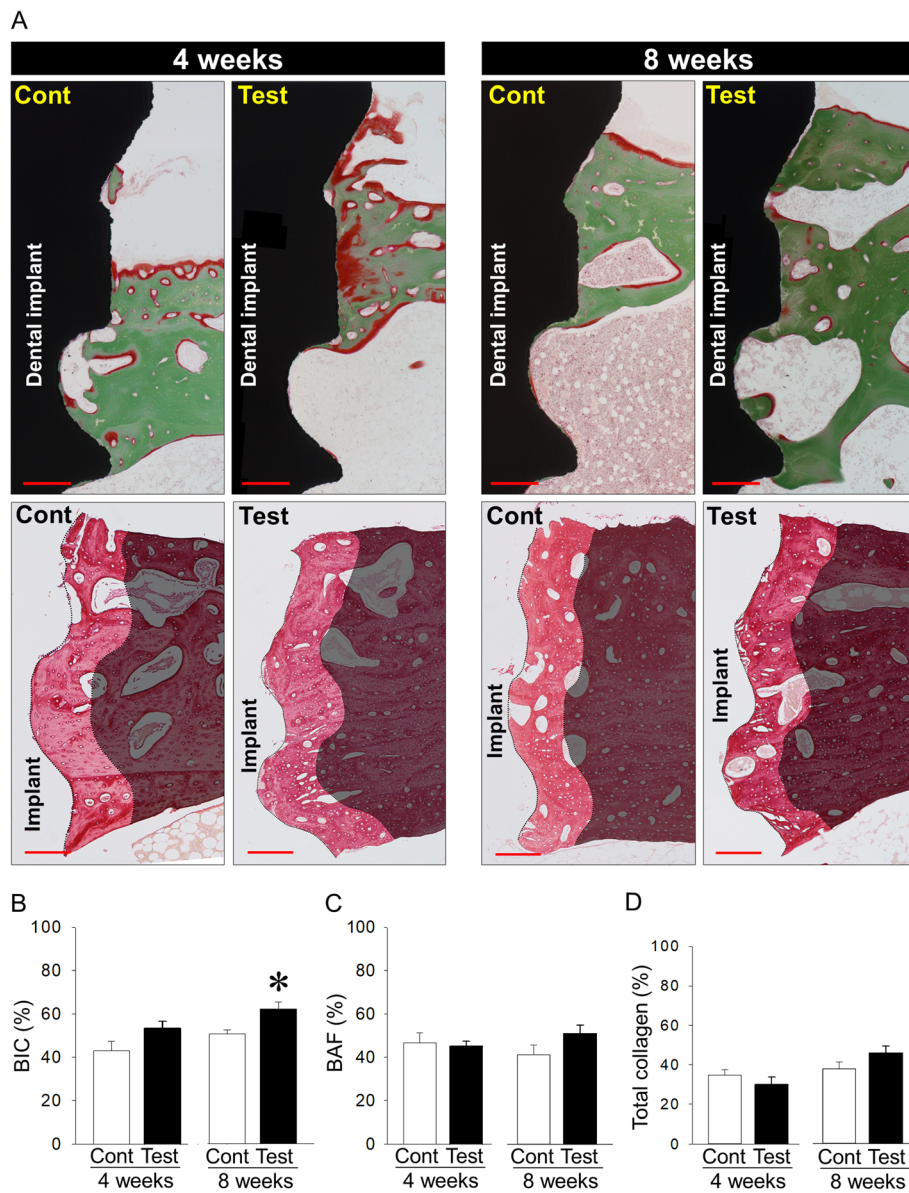 A
4 weeks
8 weeks
Cont
Test
Cont
Test
Dental implant
Dental implant
Dental implant
Dental implant
Cont
Test
Cont
Test
Implant
Implant
Implant
Implant
B
C
D
BIC (%)
100
80
60
40
20
0
*
Cont Test
Cont Test
4 weeks
8 weeks
BAF (%)
100
80
60
40
20
0
Cont Test
Cont Test
4 weeks
8 weeks
Total collagen (%)
100
80
60
40
20
0
Cont Test
Cont Test
4 weeks
8 weeks